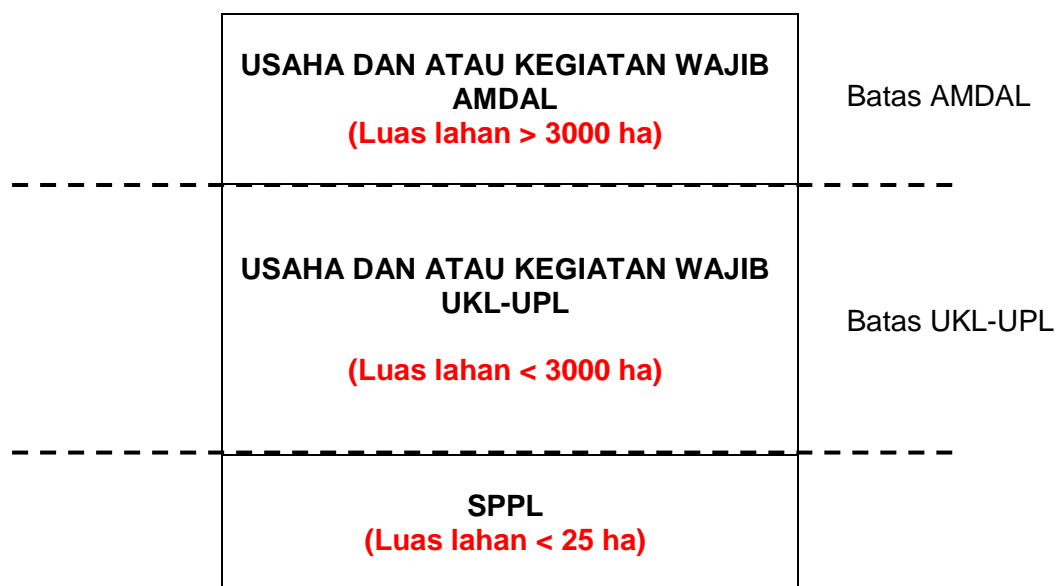 USAHA DAN ATAU KEGIATAN WAJIB
AMDAL
(Luas lahan > 3000 ha)
Batas AMDAL
USAHA DAN ATAU KEGIATAN WAJIB
UKL-UPL
(Luas lahan < 3000 ha)
Batas UKL-UPL
SPPL
(Luas lahan < 25 ha)